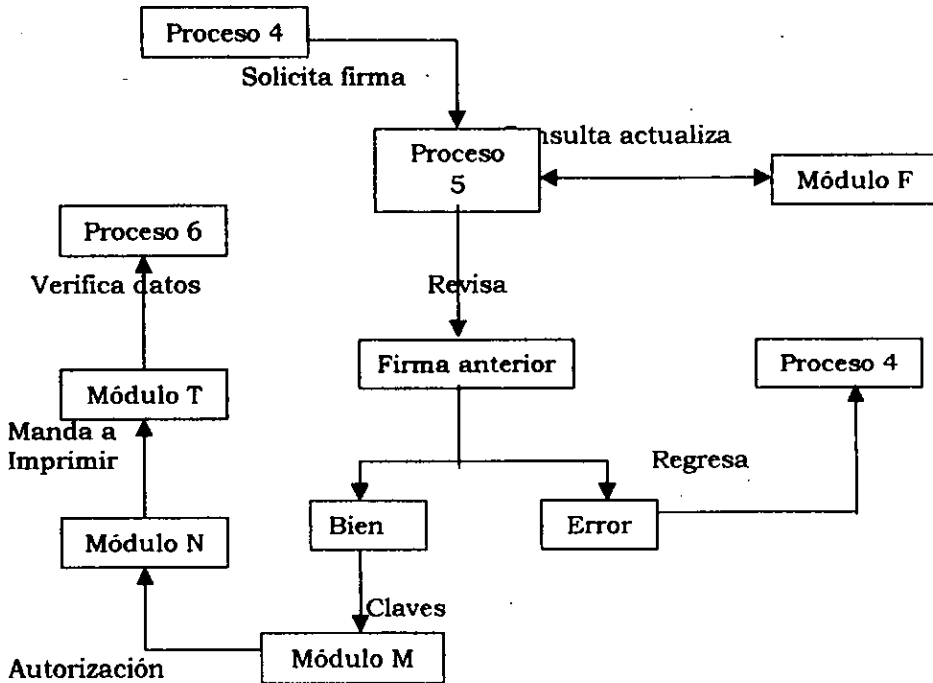 Proceso 4
Solicita firma
Proceso
5
nsulta actualiza
Módulo F
Proceso 6
Verifica datos
Revisa
Firma anterior
Proceso 4
Módulo T
Manda a
Imprimir
Regresa
Bien
Error
Módulo N
Claves
Autorización
Módulo M